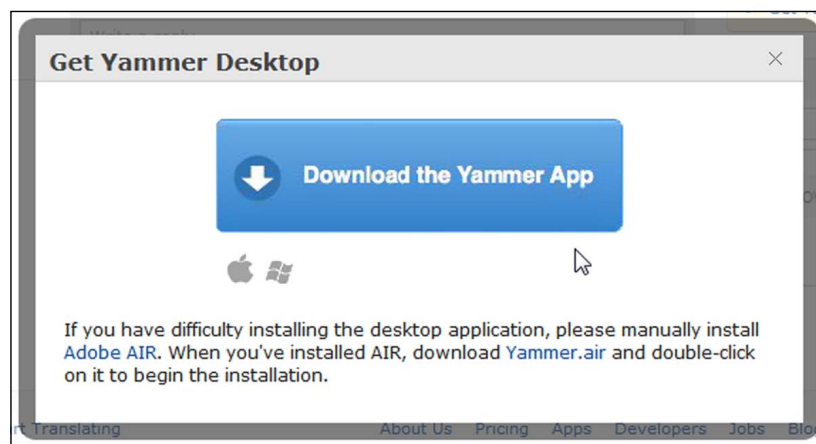 Get Yammer Desktop
Download the Yammer App
If you have difficulty installing the desktop application, please manually install
Adobe AIR. When you've installed AIR, download Yammer.air and double-click
on it to begin the installation.
Translating About Us Pricing Apps Developers Jobs